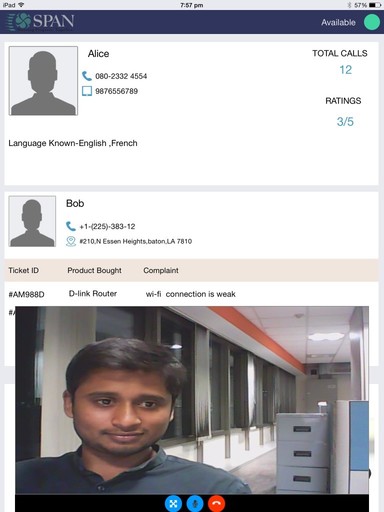 iPad 7:57 pm 57%
SPAN Available
Alice
080-2332 4554
9876556789
TOTAL CALLS
12
RATINGS
3/5
Language Known-English ,French
Bob
+1-(225)-383-12
#210,N Essen Heights,baton,LA 7810
Ticket ID Product Bought Complaint
#AM988D D-link Router wi-fi connection is weak